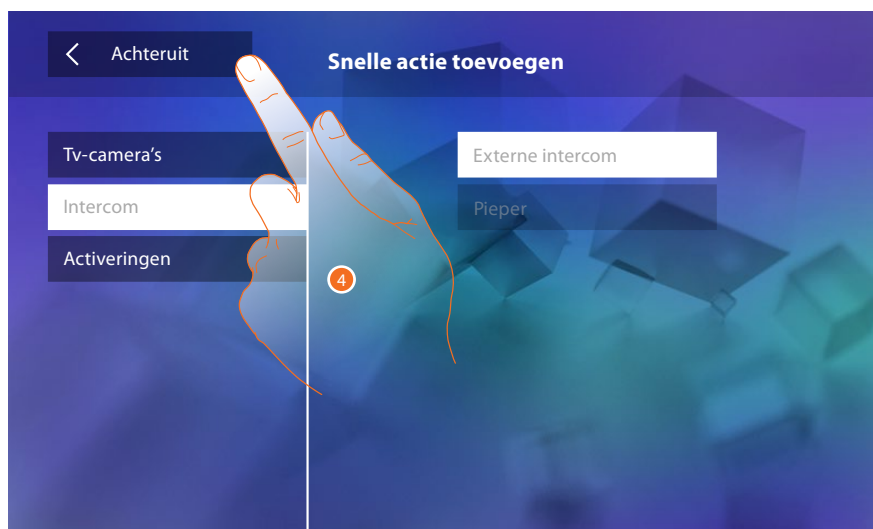 Achteruit
Snelle actie toevoegen
Tv-camera's
Intercom
Activeringen
Externe intercom
Pieper
4